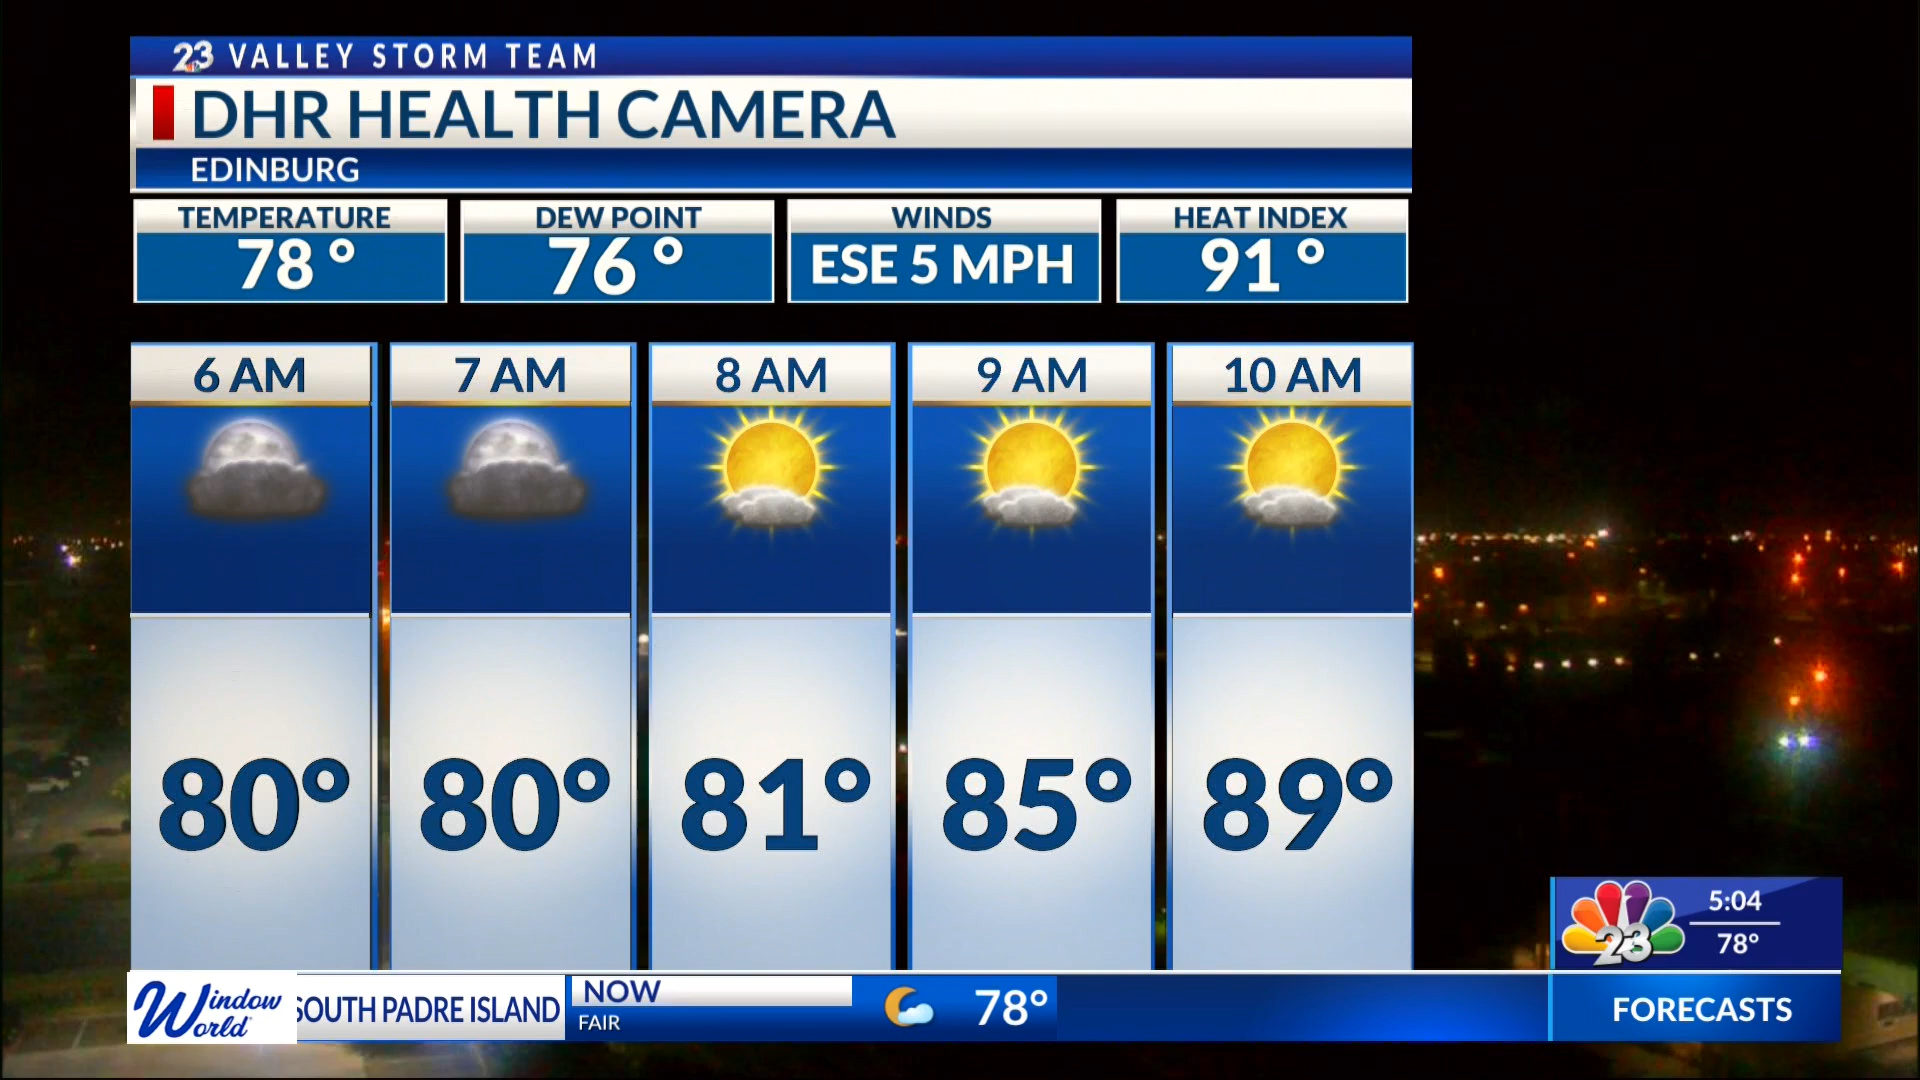 23 VALLEY STORM TEAM
DHR HEALTH CAMERA
EDINBURG
TEMPERATURE
78°
DEW POINT
76°
WINDS
ESE 5 MPH
HEAT INDEX
91°
6 AM
7 AM
8 AM
9 AM
10 AM
80°
80°
81°
85°
89°
23
5:04
78°
Window World
SOUTH PADRE ISLAND
NOW
FAIR
78°
FORECASTS